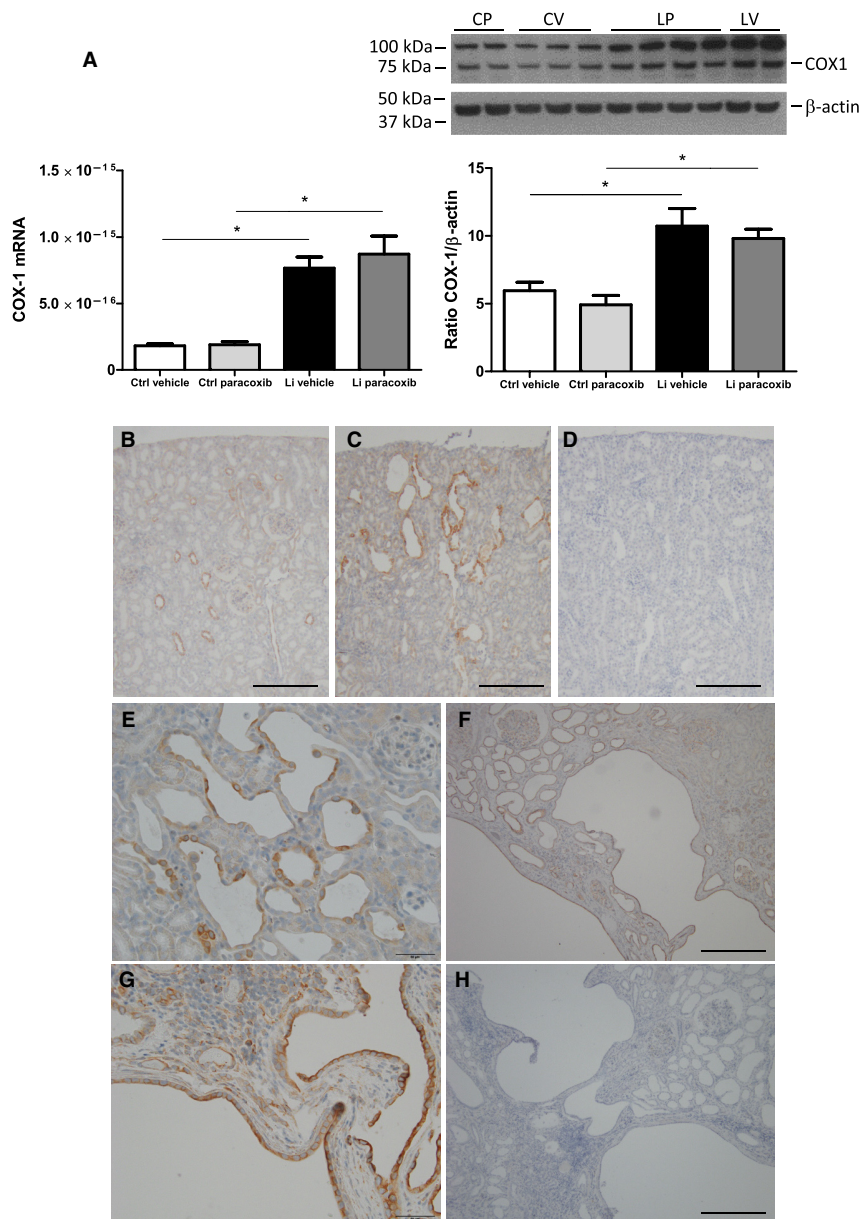 A
CP CV LP LV
100 kDa
75 kDa
COX1
50 kDa
37 kDa
β-actin
COX-1 mRNA
1.5 × 10⁻¹⁵
1.0 × 10⁻¹⁵
5.0 × 10⁻¹⁶
0
*
*
Ctrl vehicle Ctrl paracoxib Li vehicle Li paracoxib
Ratio COX-1/β-actin
15
10
5
0
*
*
Ctrl vehicle Ctrl paracoxib Li vehicle Li paracoxib
B
C
D
E
F
G
H